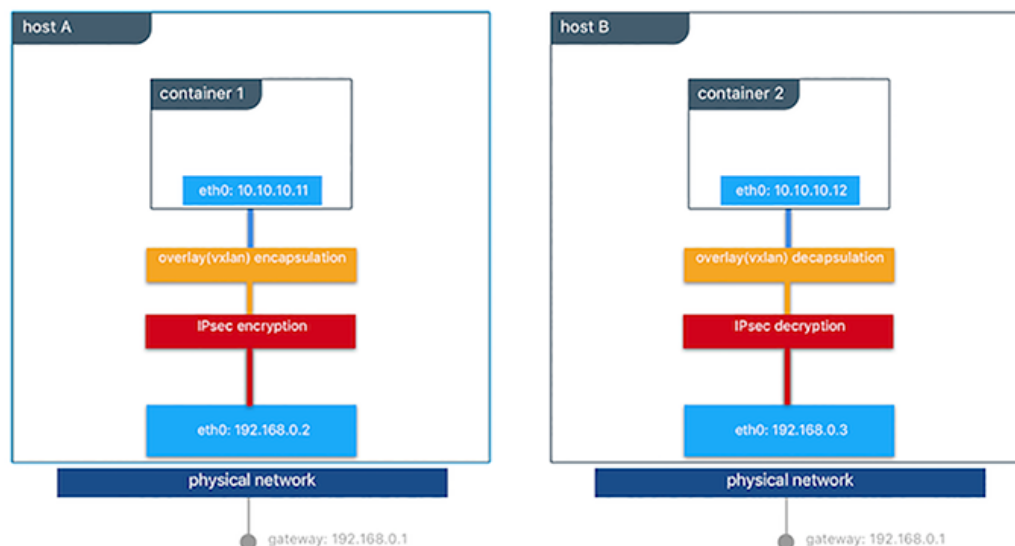 host A
container 1
eth0: 10.10.10.11
overlay(vxlan) encapsulation
IPsec encryption
eth0: 192.168.0.2
physical network
gateway: 192.168.0.1
host B
container 2
eth0: 10.10.10.12
overlay(vxlan) decapsulation
IPsec decryption
eth0: 192.168.0.3
physical network
gateway: 192.168.0.1